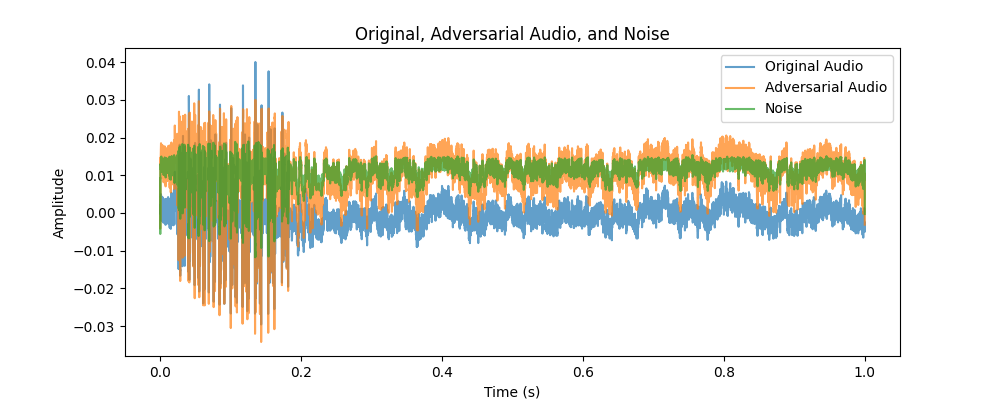 Original, Adversarial Audio, and Noise
Original Audio
Adversarial Audio
Noise
Amplitude
0.04
0.03
0.02
0.01
0.00
−0.01
−0.02
−0.03
0.0 0.2 0.4 0.6 0.8 1.0
Time (s)